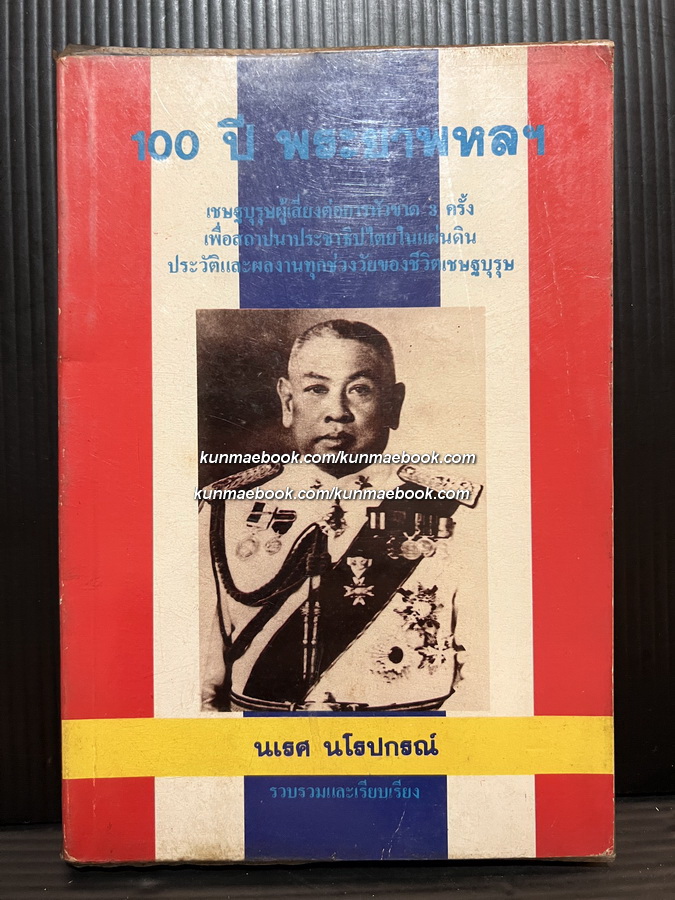 100 ปี พระยาพหลฯ
เชษฐบุรุษผู้เสี่ยงต่อการหัวขาด 3 ครั้ง
เพื่อสถาปนาประชาธิปไตยในแผ่นดิน
ประวัติและผลงานทุกช่วงวัยของชีวิตเชษฐบุรุษ
kunmaebook.com/kunmaebook.com
kunmaebook.com/kunmaebook.com
นเรศ นโรปกรณ์
รวบรวมและเรียบเรียง